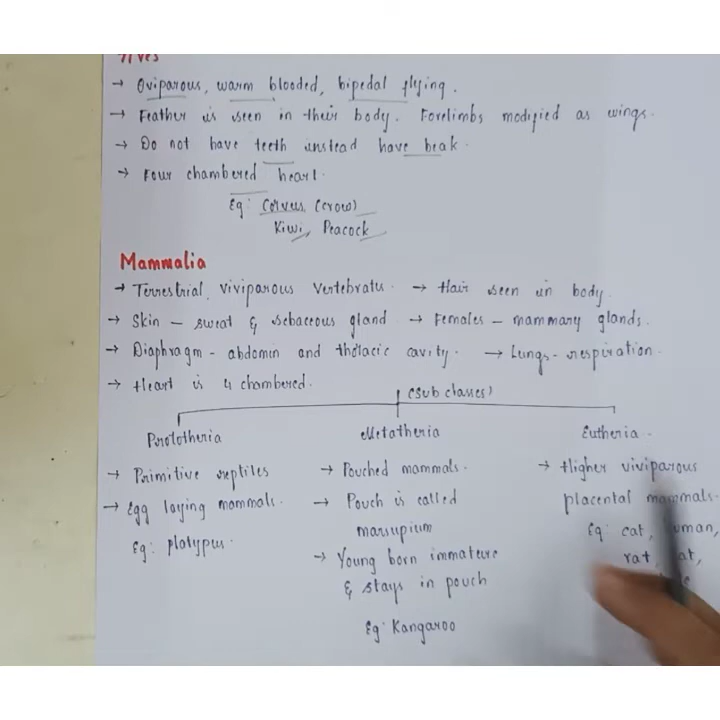 Aves
→ Oviparous, warm blooded, bipedal flying.
→ Feather is seen in their body. Forelimbs modified as wings.
→ Do not have teeth instead have beak.
→ Four chambered heart.
Eg: Corvus (crow)
Kiwi, Peacock
Mammalia
→ Terrestrial, viviparous vertebrates. → Hair seen in body.
→ Skin – sweat & sebaceous gland → Females – mammary glands.
→ Diaphragm – abdomin and thoracic cavity. → Lungs – respiration.
→ Heart is 4 chambered.
(Sub classes)
Prototheria Metatheria Eutheria.
→ Primitive reptiles → Pouched mammals. → Higher viviparous
→ Egg laying mammals. → Pouch is called placental mammals.
Eg: platypus. marsupium Eg: cat,
→ Young born immature rat,
& stays in pouch
Eg: Kangaroo